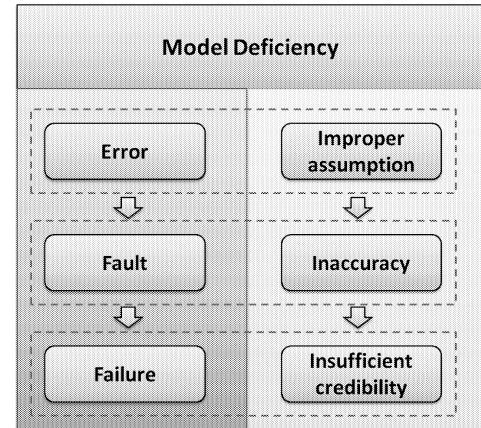 Model Deficiency
Error
Improper
assumption
Fault
Inaccuracy
Failure
Insufficient
credibility